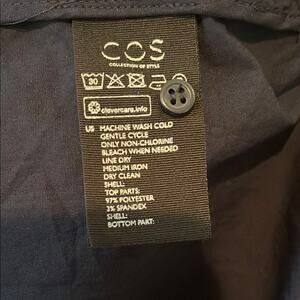 COS
COLLECTION OF STYLE
30
clevercare.info
US MACHINE WASH COLD
GENTLE CYCLE
ONLY NON-CHLORINE
BLEACH WHEN NEEDED
LINE DRY
MEDIUM IRON
DRY CLEAN
SHELL:
TOP PARTS:
97% POLYESTER
3% SPANDEX
SHELL:
BOTTOM PART: